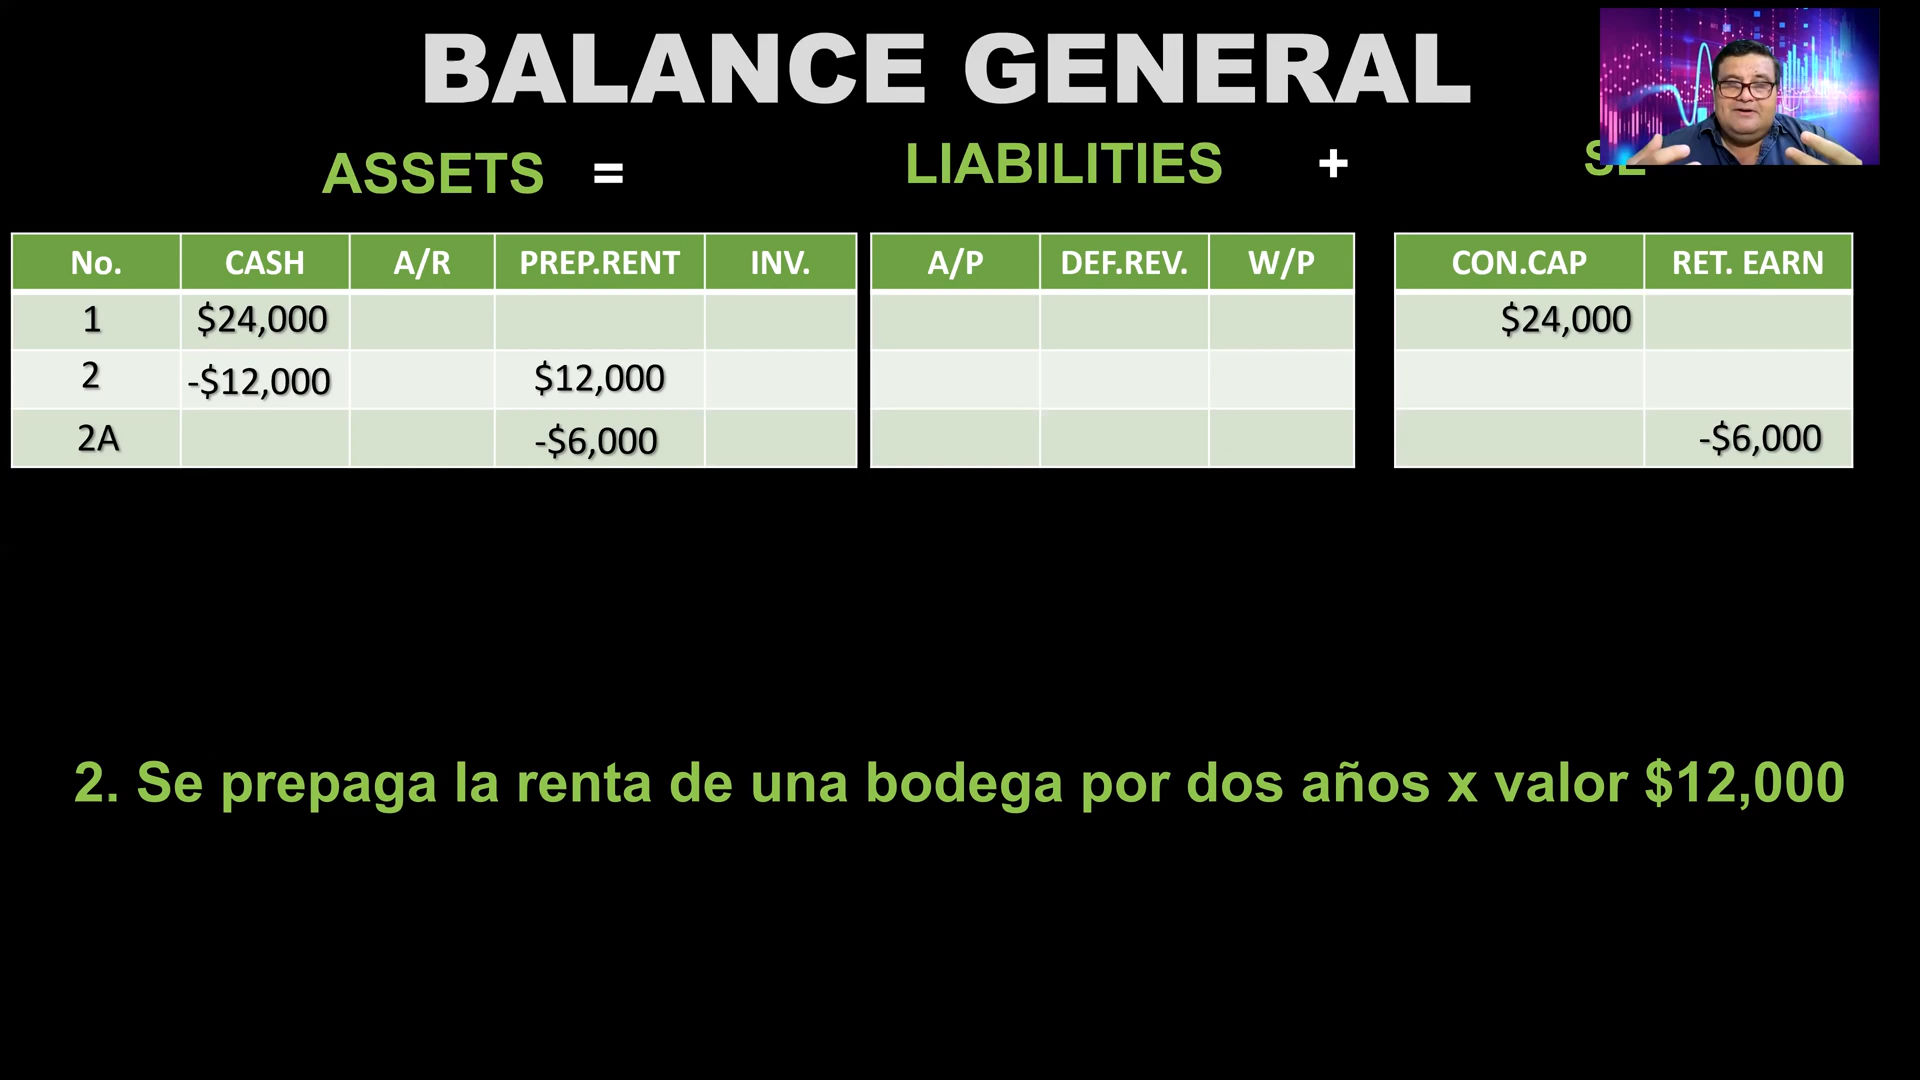 BALANCE GENERAL
ASSETS = LIABILITIES + SE
No. CASH A/R PREP.RENT INV. A/P DEF.REV. W/P CON.CAP RET. EARN
1 $24,000 $24,000
2 -$12,000 $12,000
2A -$6,000 -$6,000
2. Se prepaga la renta de una bodega por dos años x valor $12,000